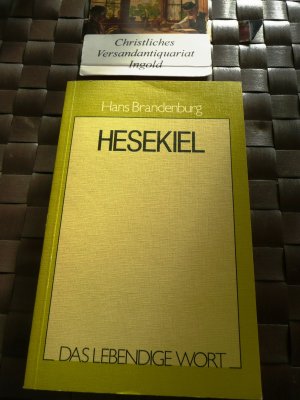 Christliches
Versandantiquariat
Ingold
Hans Brandenburg
HESEKIEL
DAS LEBENDIGE WORT